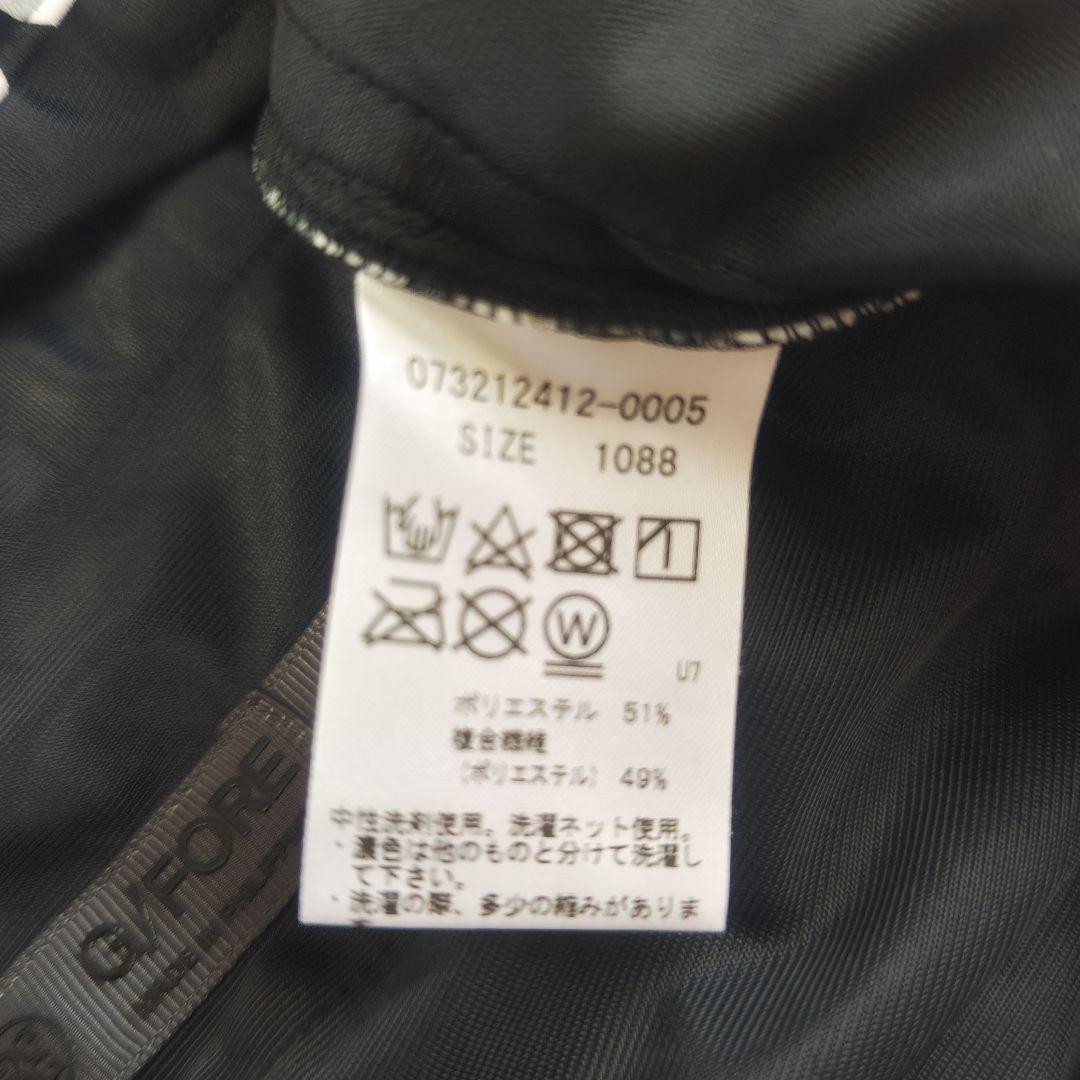 073212412-0005
SIZE 1088
W
U7
ポリエステル 51%
複合繊維
(ポリエステル) 49%
中性洗剤使用。洗濯ネット使用。
・濃色は他のものと分けて洗濯し
て下さい。
・洗濯の際、多少の縮みがありま
G/FORE